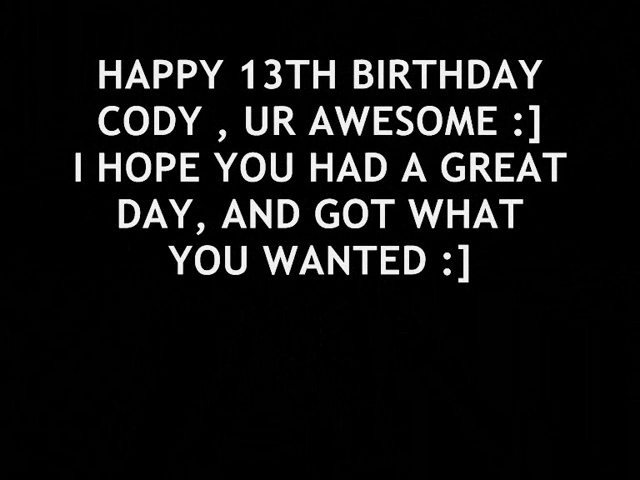 HAPPY 13TH BIRTHDAY
CODY , UR AWESOME :]
I HOPE YOU HAD A GREAT
DAY, AND GOT WHAT
YOU WANTED :]